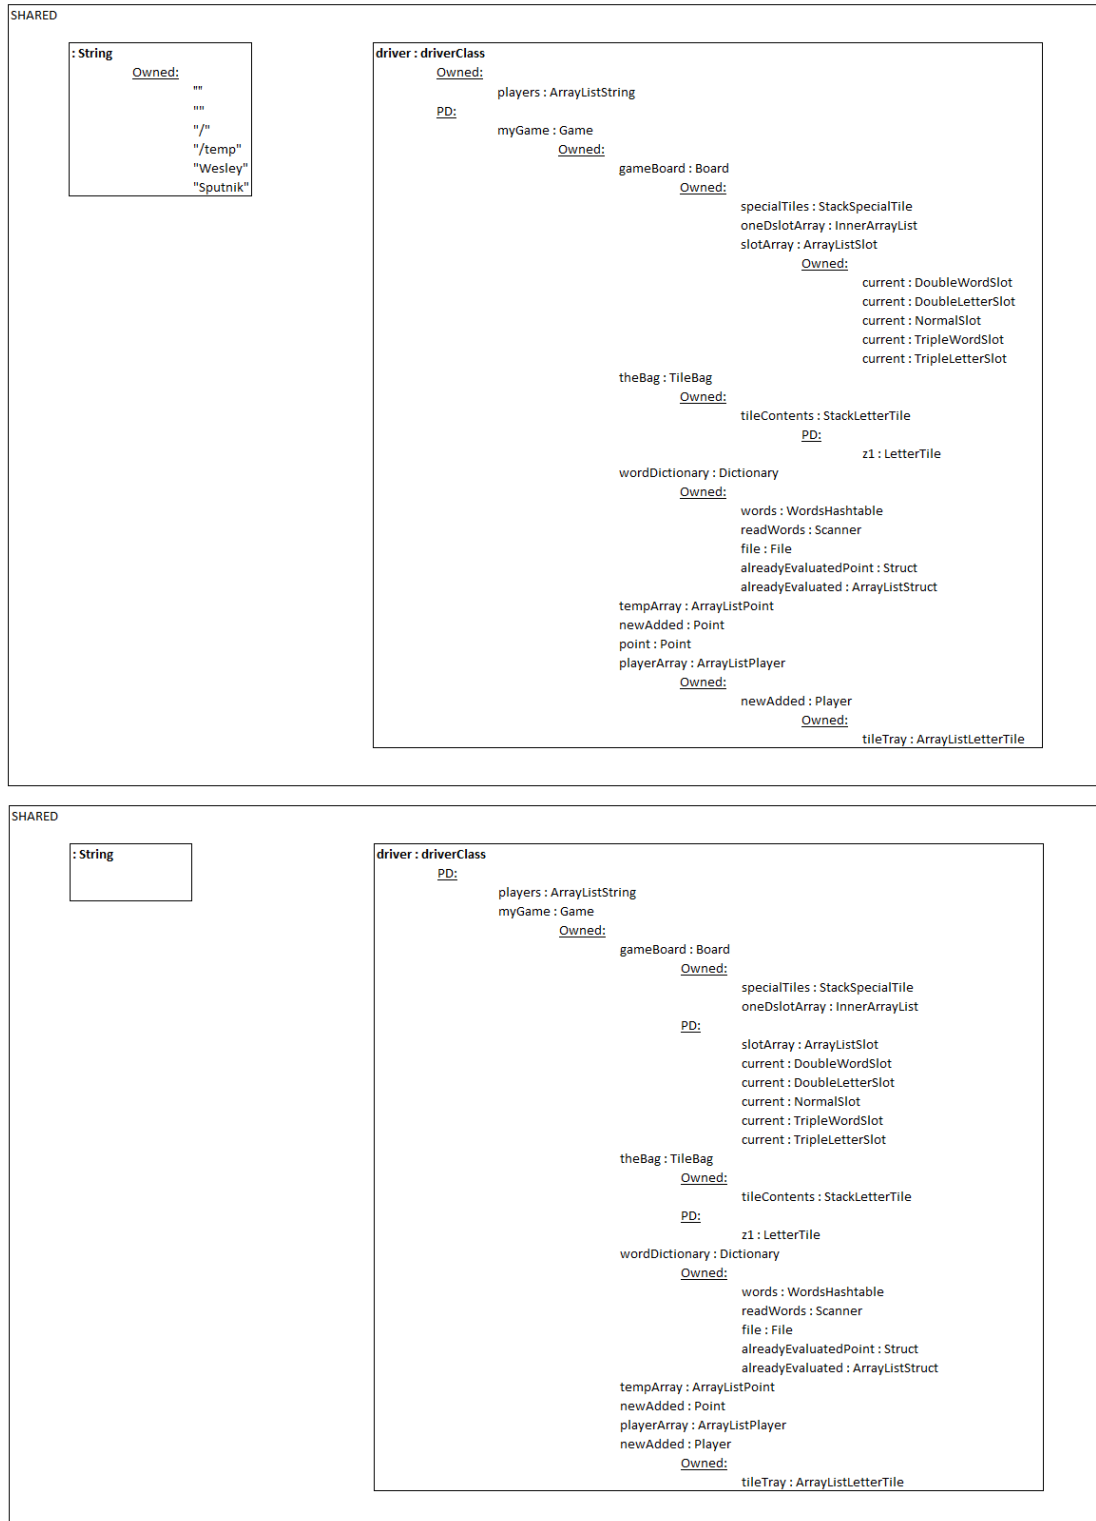 SHARED
: String
Owned:
""
""
"/"
"/temp"
"Wesley"
"Sputnik"
driver : driverClass
Owned:
players : ArrayListString
PD:
myGame : Game
Owned:
gameBoard : Board
Owned:
specialTiles : StackSpecialTile
oneDslotArray : InnerArrayList
slotArray : ArrayListSlot
Owned:
current : DoubleWordSlot
current : DoubleLetterSlot
current : NormalSlot
current : TripleWordSlot
current : TripleLetterSlot
theBag : TileBag
Owned:
tileContents : StackLetterTile
PD:
z1 : LetterTile
wordDictionary : Dictionary
Owned:
words : WordsHashtable
readWords : Scanner
file : File
alreadyEvaluatedPoint : Struct
alreadyEvaluated : ArrayListStruct
tempArray : ArrayListPoint
newAdded : Point
point : Point
playerArray : ArrayListPlayer
Owned:
newAdded : Player
Owned:
tileTray : ArrayListLetterTile
SHARED
: String
driver : driverClass
PD:
players : ArrayListString
myGame : Game
Owned:
gameBoard : Board
Owned:
specialTiles : StackSpecialTile
oneDslotArray : InnerArrayList
PD:
slotArray : ArrayListSlot
current : DoubleWordSlot
current : DoubleLetterSlot
current : NormalSlot
current : TripleWordSlot
current : TripleLetterSlot
theBag : TileBag
Owned:
tileContents : StackLetterTile
PD:
z1 : LetterTile
wordDictionary : Dictionary
Owned:
words : WordsHashtable
readWords : Scanner
file : File
alreadyEvaluatedPoint : Struct
alreadyEvaluated : ArrayListStruct
tempArray : ArrayListPoint
newAdded : Point
playerArray : ArrayListPlayer
newAdded : Player
Owned:
tileTray : ArrayListLetterTile